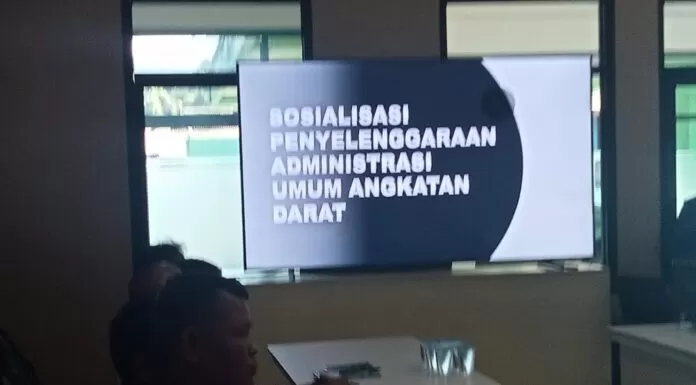 SOSIALISASI
PENYELENGGARAAN
ADMINISTRASI
UMUM ANGKATAN
DARAT